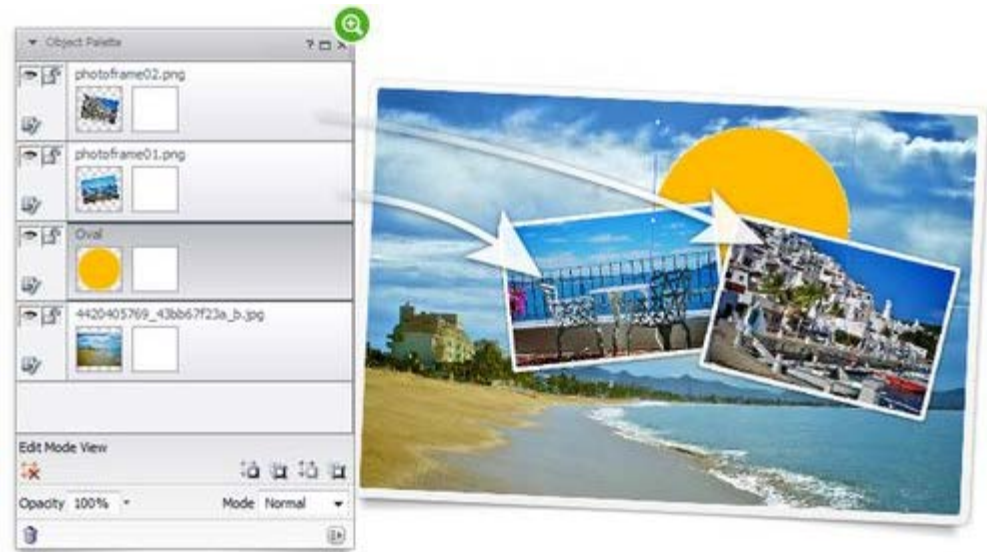 Object Palette
photoframe02.png
photoframe01.png
Oval
4420405769_43bb67f23a_b.jpg
Edit Mode View
Opacity 100%
Mode Normal